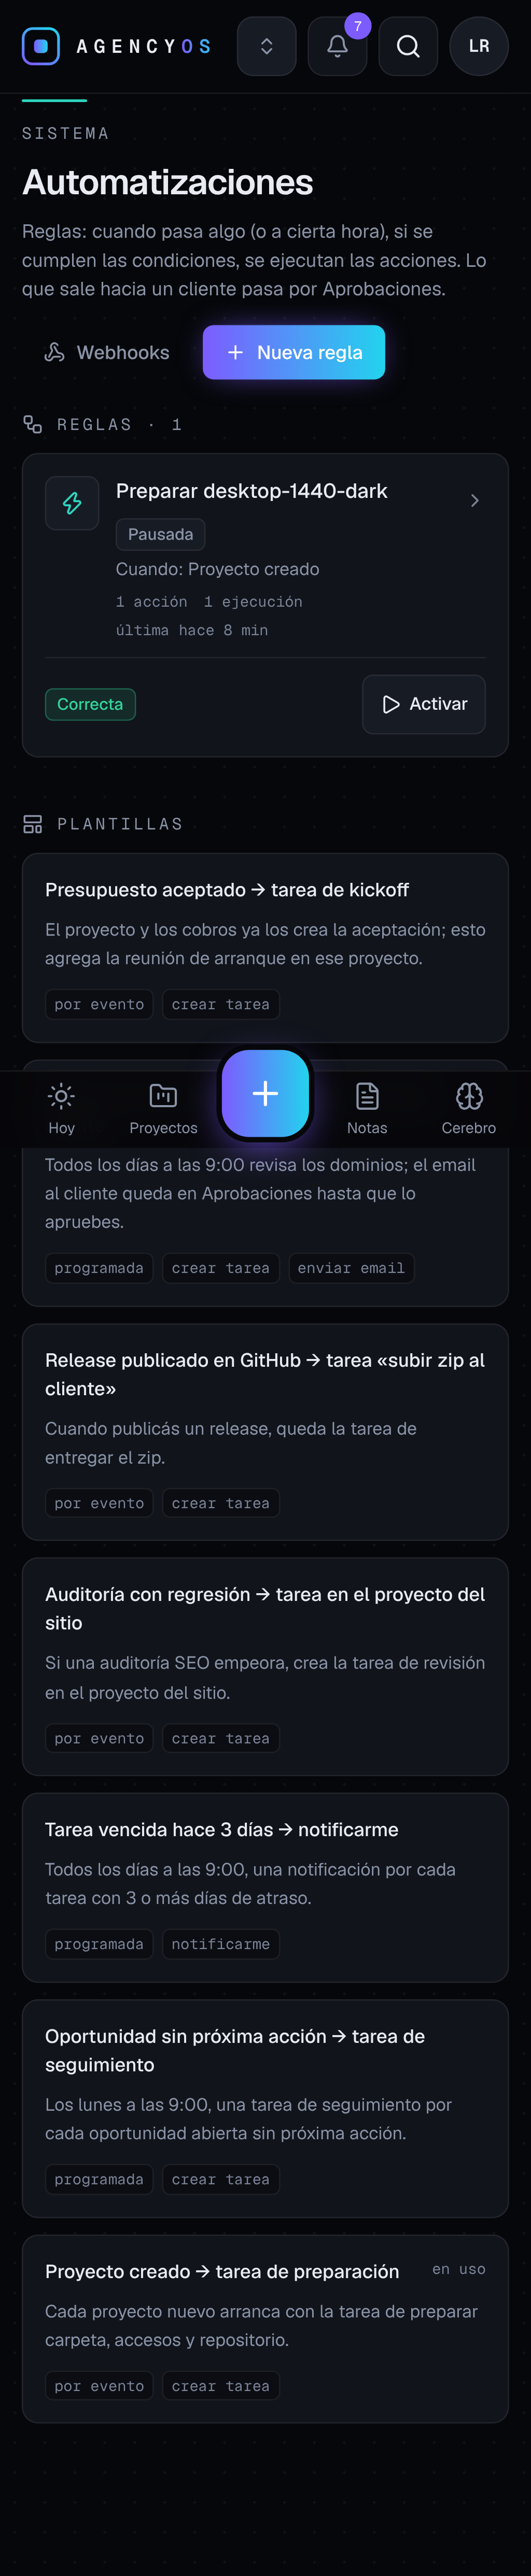 AGENCYOS
7
LR
SISTEMA
Automatizaciones
Reglas: cuando pasa algo (o a cierta hora), si se
cumplen las condiciones, se ejecutan las acciones. Lo
que sale hacia un cliente pasa por Aprobaciones.
Webhooks
Nueva regla
REGLAS · 1
Preparar desktop-1440-dark
Pausada
Cuando: Proyecto creado
1 acción 1 ejecución
última hace 8 min
Correcta
Activar
PLANTILLAS
Presupuesto aceptado → tarea de kickoff
El proyecto y los cobros ya los crea la aceptación; esto
agrega la reunión de arranque en ese proyecto.
por evento crear tarea
Hoy
Proyectos
Notas
Cerebro
Todos los días a las 9:00 revisa los dominios; el email
al cliente queda en Aprobaciones hasta que lo
apruebes.
programada crear tarea enviar email
Release publicado en GitHub → tarea «subir zip al
cliente»
Cuando publicás un release, queda la tarea de
entregar el zip.
por evento crear tarea
Auditoría con regresión → tarea en el proyecto del
sitio
Si una auditoría SEO empeora, crea la tarea de revisión
en el proyecto del sitio.
por evento crear tarea
Tarea vencida hace 3 días → notificarme
Todos los días a las 9:00, una notificación por cada
tarea con 3 o más días de atraso.
programada notificarme
Oportunidad sin próxima acción → tarea de
seguimiento
Los lunes a las 9:00, una tarea de seguimiento por
cada oportunidad abierta sin próxima acción.
programada crear tarea
Proyecto creado → tarea de preparación en uso
Cada proyecto nuevo arranca con la tarea de preparar
carpeta, accesos y repositorio.
por evento crear tarea